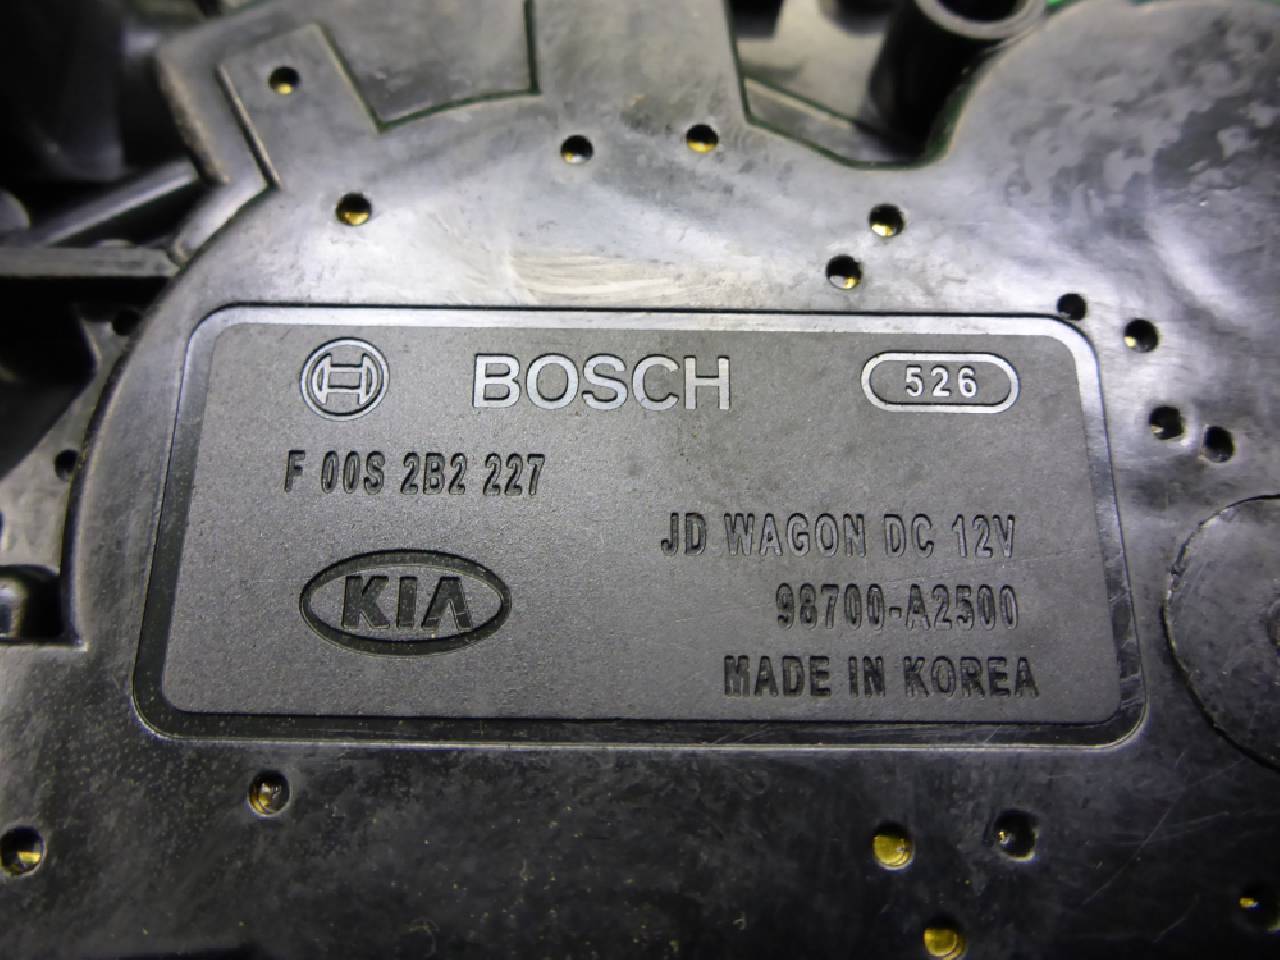 BOSCH 526
F 00S 2B2 227
JD WAGON DC 12V
KIA 98700-A2500
MADE IN KOREA